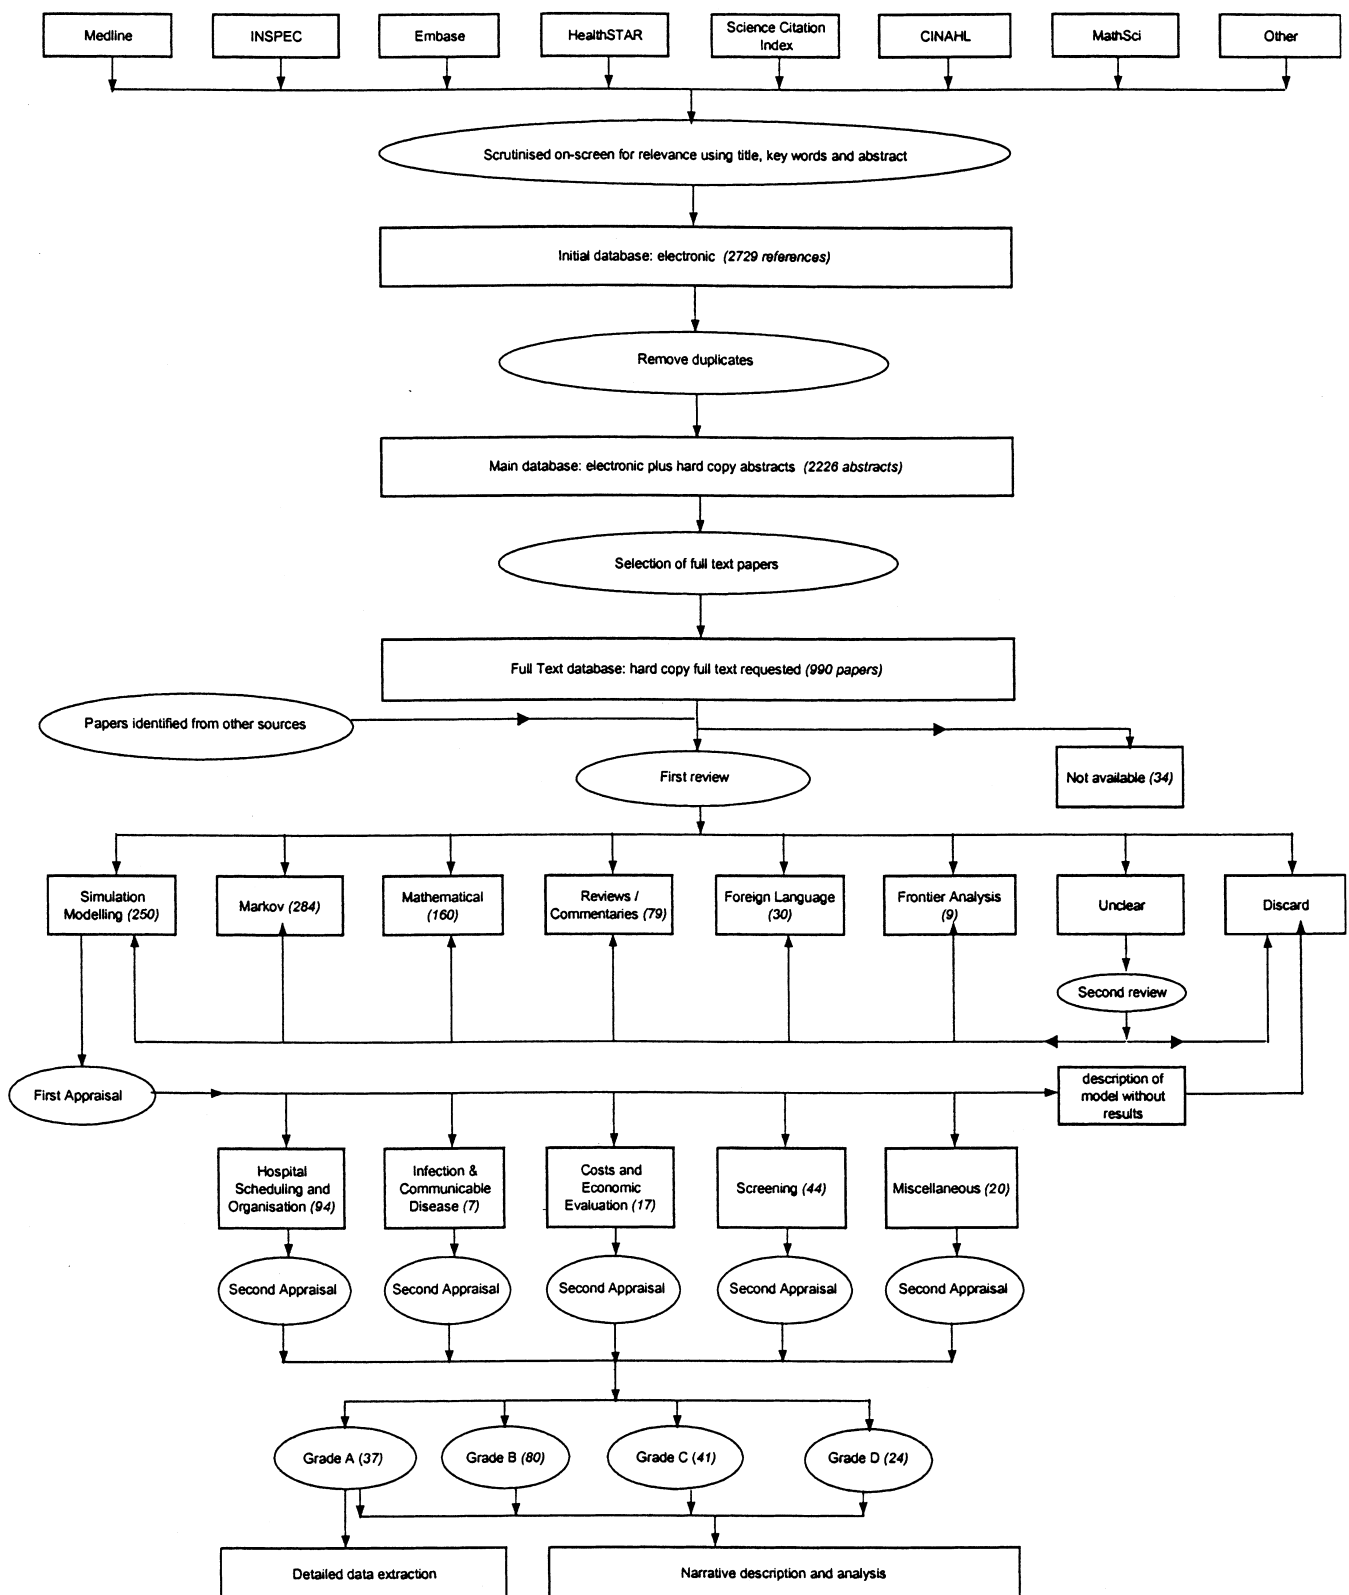 Medline
INSPEC
Embase
HealthSTAR
Science Citation
Index
CINAHL
MathSci
Other
Scrutinised on-screen for relevance using title, key words and abstract
Initial database: electronic (2729 references)
Remove duplicates
Main database: electronic plus hard copy abstracts (2226 abstracts)
Selection of full text papers
Full Text database: hard copy full text requested (990 papers)
Papers identified from other sources
First review
Not available (34)
Simulation
Modelling (250)
Markov (284)
Mathematical
(160)
Reviews /
Commentaries (79)
Foreign Language
(30)
Frontier Analysis
(9)
Unclear
Discard
Second review
First Appraisal
description of
model without
results
Hospital
Scheduling and
Organisation (94)
Infection &
Communicable
Disease (7)
Costs and
Economic
Evaluation (17)
Screening (44)
Miscellaneous (20)
Second Appraisal
Second Appraisal
Second Appraisal
Second Appraisal
Second Appraisal
Grade A (37)
Grade B (80)
Grade C (41)
Grade D (24)
Detailed data extraction
Narrative description and analysis